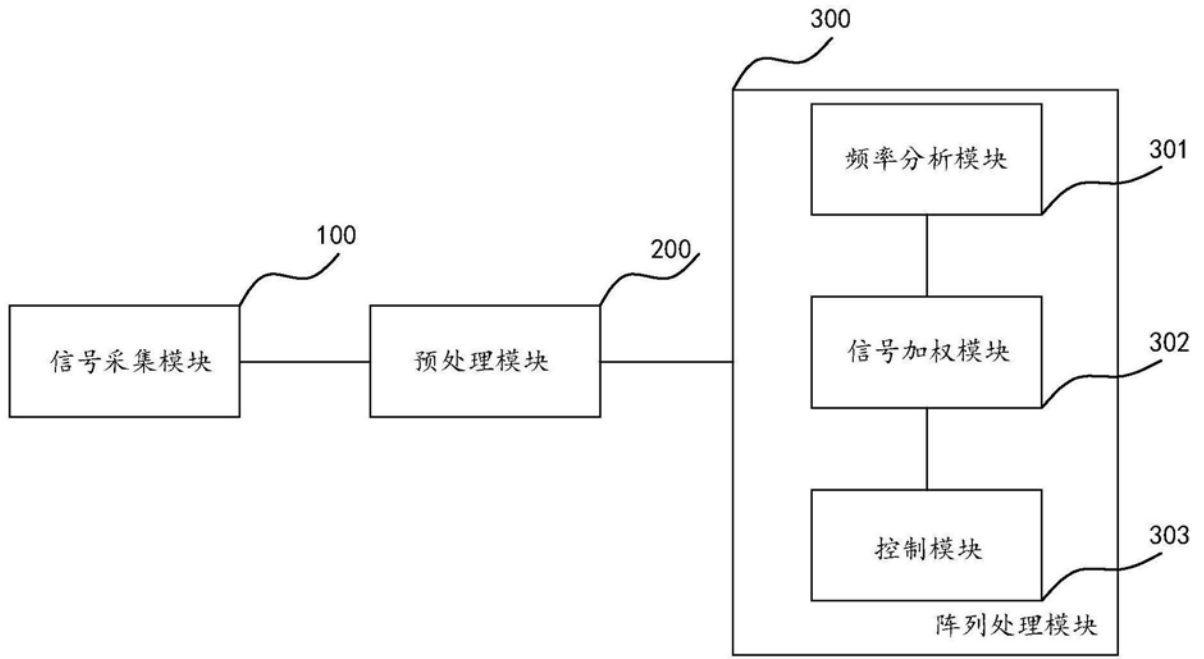 300
频率分析模块
301
100
200
信号采集模块
预处理模块
信号加权模块
302
控制模块
303
阵列处理模块